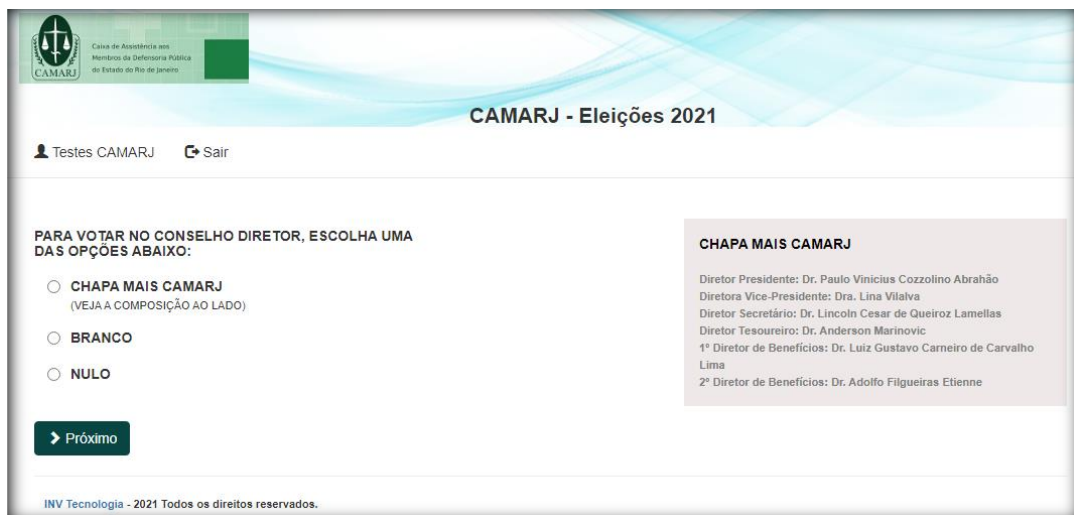 CAMARJ
Caixa de Assistência aos
Membros da Defensoria Pública
do Estado do Rio de Janeiro
CAMARJ - Eleições 2021
Testes CAMARJ Sair
PARA VOTAR NO CONSELHO DIRETOR, ESCOLHA UMA
DAS OPÇÕES ABAIXO:
CHAPA MAIS CAMARJ
(VEJA A COMPOSIÇÃO AO LADO)
BRANCO
NULO
Próximo
CHAPA MAIS CAMARJ
Diretor Presidente: Dr. Paulo Vinicius Cozzolino Abrahão
Diretora Vice-Presidente: Dra. Lina Vilalva
Diretor Secretário: Dr. Lincoln Cesar de Queiroz Lamellas
Diretor Tesoureiro: Dr. Anderson Marinovic
1º Diretor de Benefícios: Dr. Luiz Gustavo Carneiro de Carvalho
Lima
2º Diretor de Benefícios: Dr. Adolfo Filgueiras Etienne
INV Tecnologia - 2021 Todos os direitos reservados.